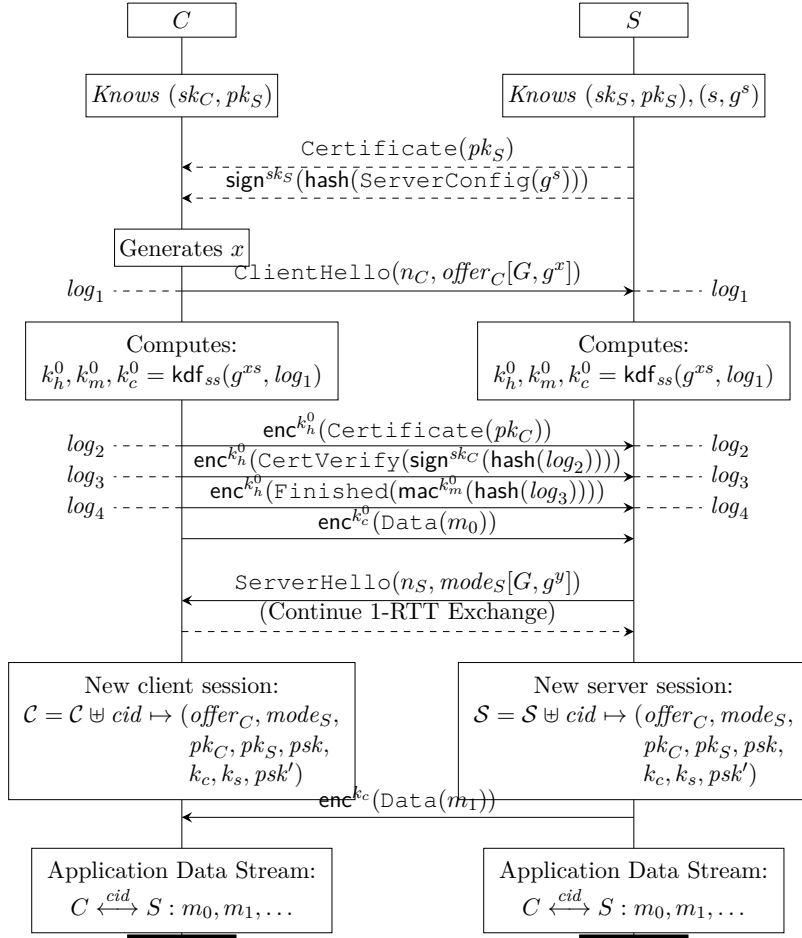 C S
Knows (sk_C, pk_S) Knows (sk_S, pk_S), (s, g^s)
Certificate(pk_S)
sign^{sk_S}(hash(ServerConfig(g^s)))
Generates x
ClientHello(n_C, offer_C[G, g^x])
log_1 log_1
Computes: Computes:
k_h^0, k_m^0, k_c^0 = kdf_{ss}(g^{xs}, log_1) k_h^0, k_m^0, k_c^0 = kdf_{ss}(g^{xs}, log_1)
enc^{k_h^0}(Certificate(pk_C))
log_2 log_2
enc^{k_h^0}(CertVerify(sign^{sk_C}(hash(log_2))))
log_3 log_3
enc^{k_h^0}(Finished(mac^{k_m^0}(hash(log_3))))
log_4 log_4
enc^{k_c^0}(Data(m_0))
ServerHello(n_S, mode_S[G, g^y])
(Continue 1-RTT Exchange)
New client session: New server session:
𝒞 = 𝒞 ⊎ cid ↦ (offer_C, mode_S, 𝒮 = 𝒮 ⊎ cid ↦ (offer_C, mode_S,
pk_C, pk_S, psk, pk_C, pk_S, psk,
k_c, k_s, psk′) k_c, k_s, psk′)
enc^{k_c}(Data(m_1))
Application Data Stream: Application Data Stream:
C ⟷^{cid} S : m_0, m_1, … C ⟷^{cid} S : m_0, m_1, …